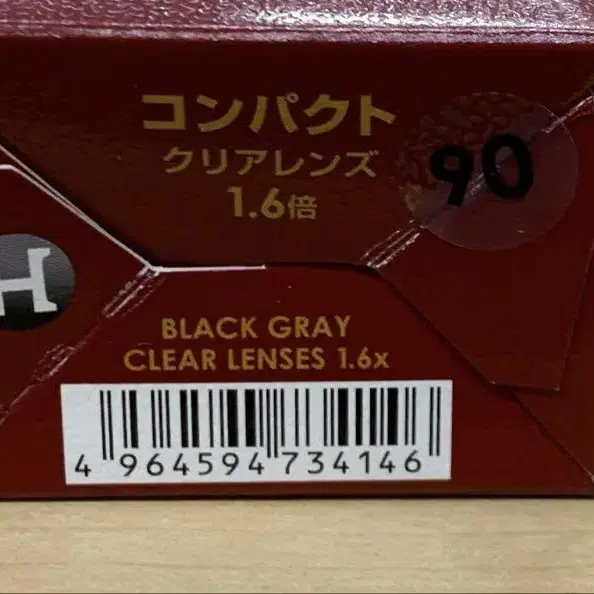 コンパクト
クリアレンズ
1.6倍
90
H
BLACK GRAY
CLEAR LENSES 1.6x
4 964594 734146